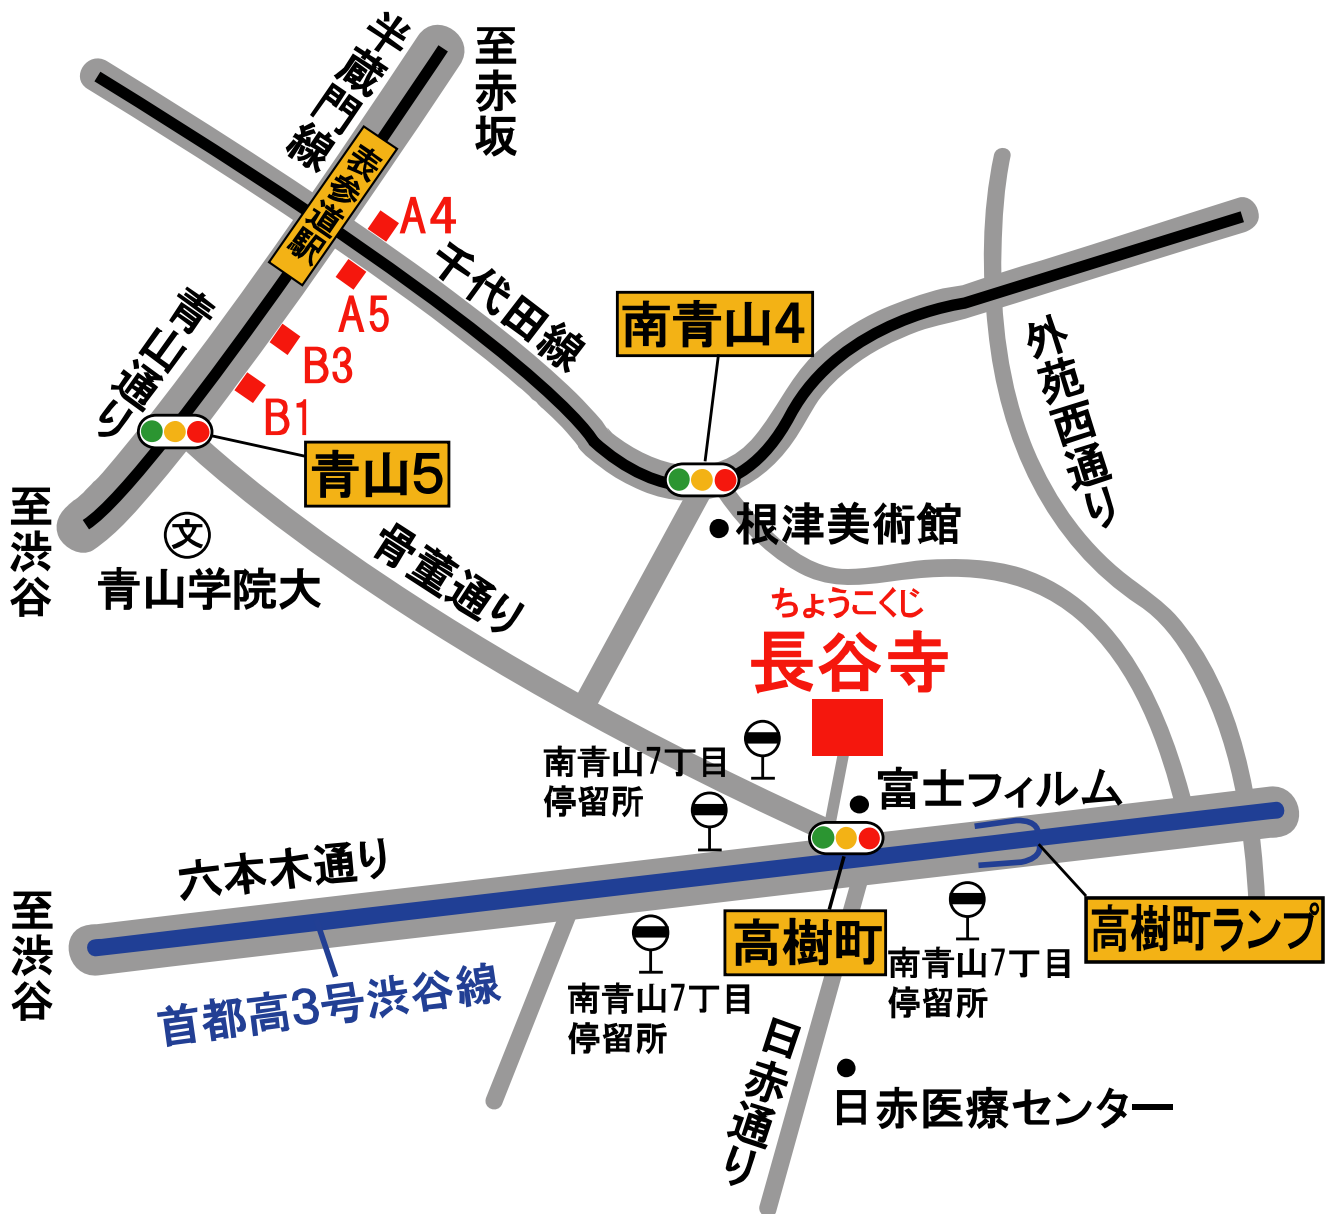 半蔵門線
至赤坂
表参道駅
A4
A5
B3
B1
千代田線
南青山4
外苑西通り
青山通り
青山5
至渋谷
文
青山学院大
骨董通り
根津美術館
ちょうこくじ
長谷寺
南青山7丁目
停留所
富士フィルム
六本木通り
至渋谷
高樹町
高樹町ランプ
首都高3号渋谷線
南青山7丁目
停留所
南青山7丁目
停留所
日赤通り
日赤医療センター